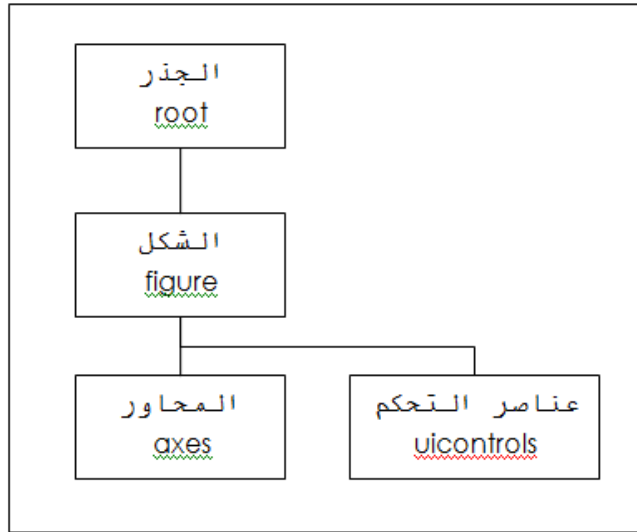 الجذر
root
الشكل
figure
المحاور
axes
عناصر التحكم
uicontrols